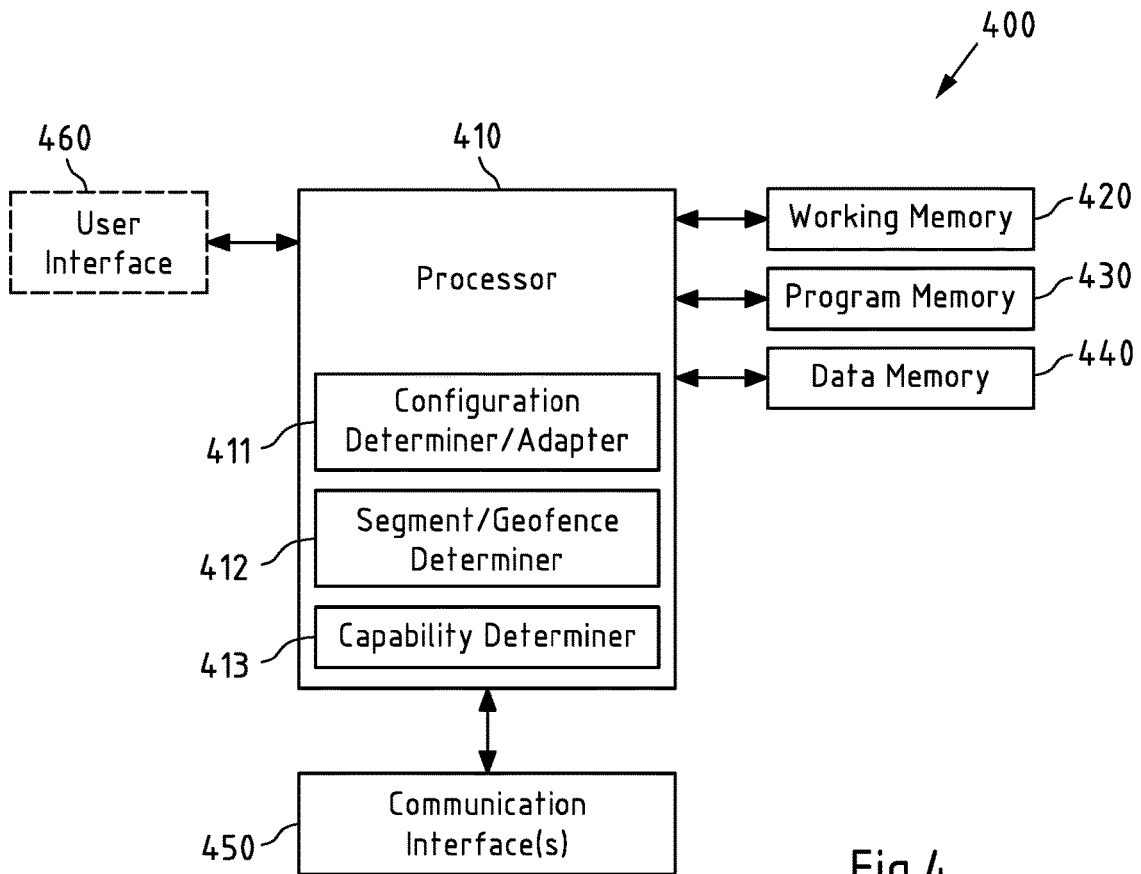 400
460
410
User
Interface
Processor
Working Memory
420
Program Memory
430
Data Memory
440
Configuration
Determiner/Adapter
411
Segment/Geofence
Determiner
412
Capability Determiner
413
Communication
Interface(s)
450
Fig.4